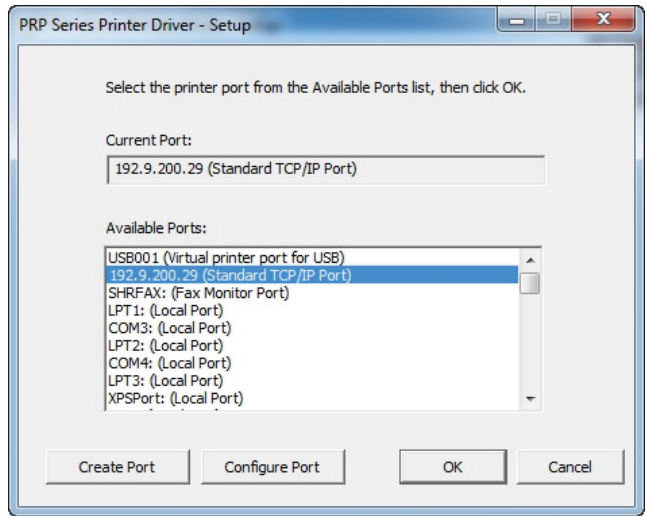 PRP Series Printer Driver - Setup
Select the printer port from the Available Ports list, then click OK.
Current Port:
192.9.200.29 (Standard TCP/IP Port)
Available Ports:
USB001 (Virtual printer port for USB)
192.9.200.29 (Standard TCP/IP Port)
SHRFAX: (Fax Monitor Port)
LPT1: (Local Port)
COM3: (Local Port)
LPT2: (Local Port)
COM4: (Local Port)
LPT3: (Local Port)
XPSPort: (Local Port)
Create Port Configure Port OK Cancel